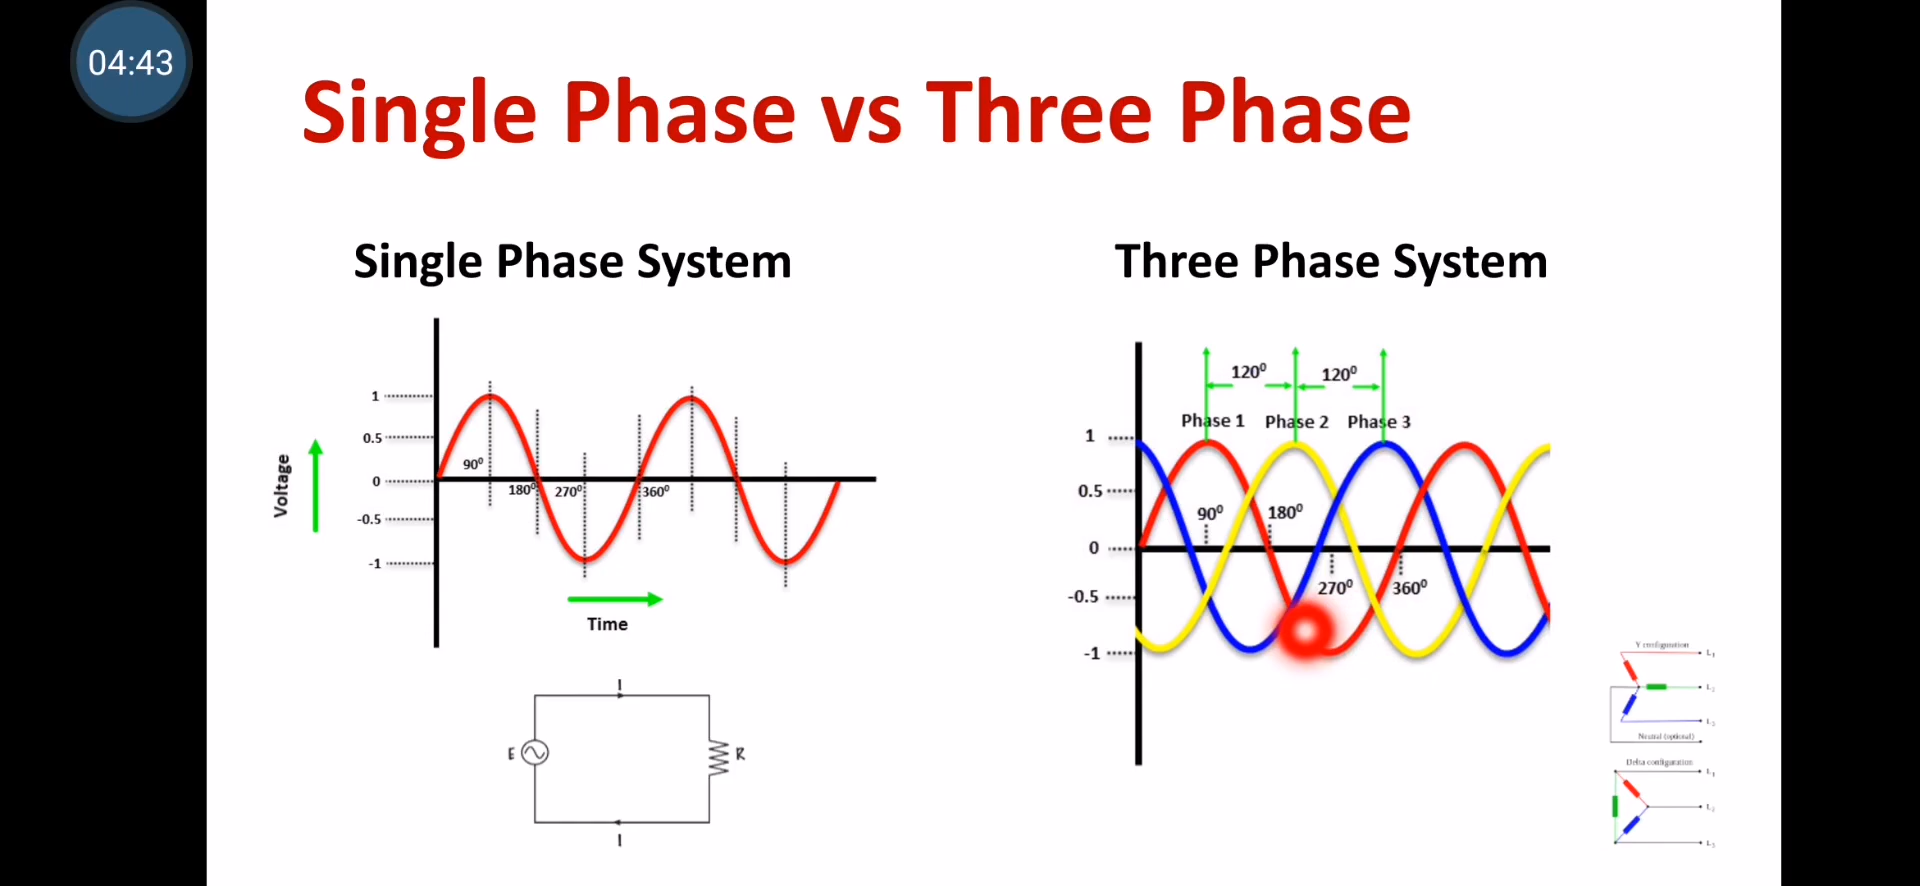 04:43
Single Phase vs Three Phase
Single Phase System
Three Phase System
Voltage
1
0.5
0
-0.5
-1
90⁰
180⁰
270⁰
360⁰
Time
I
E
R
I
120⁰
120⁰
Phase 1
Phase 2
Phase 3
1
0.5
0
-0.5
-1
90⁰
180⁰
270⁰
360⁰
Y configuration
L1
L2
L3
Neutral (optional)
Delta configuration
L1
L2
L3